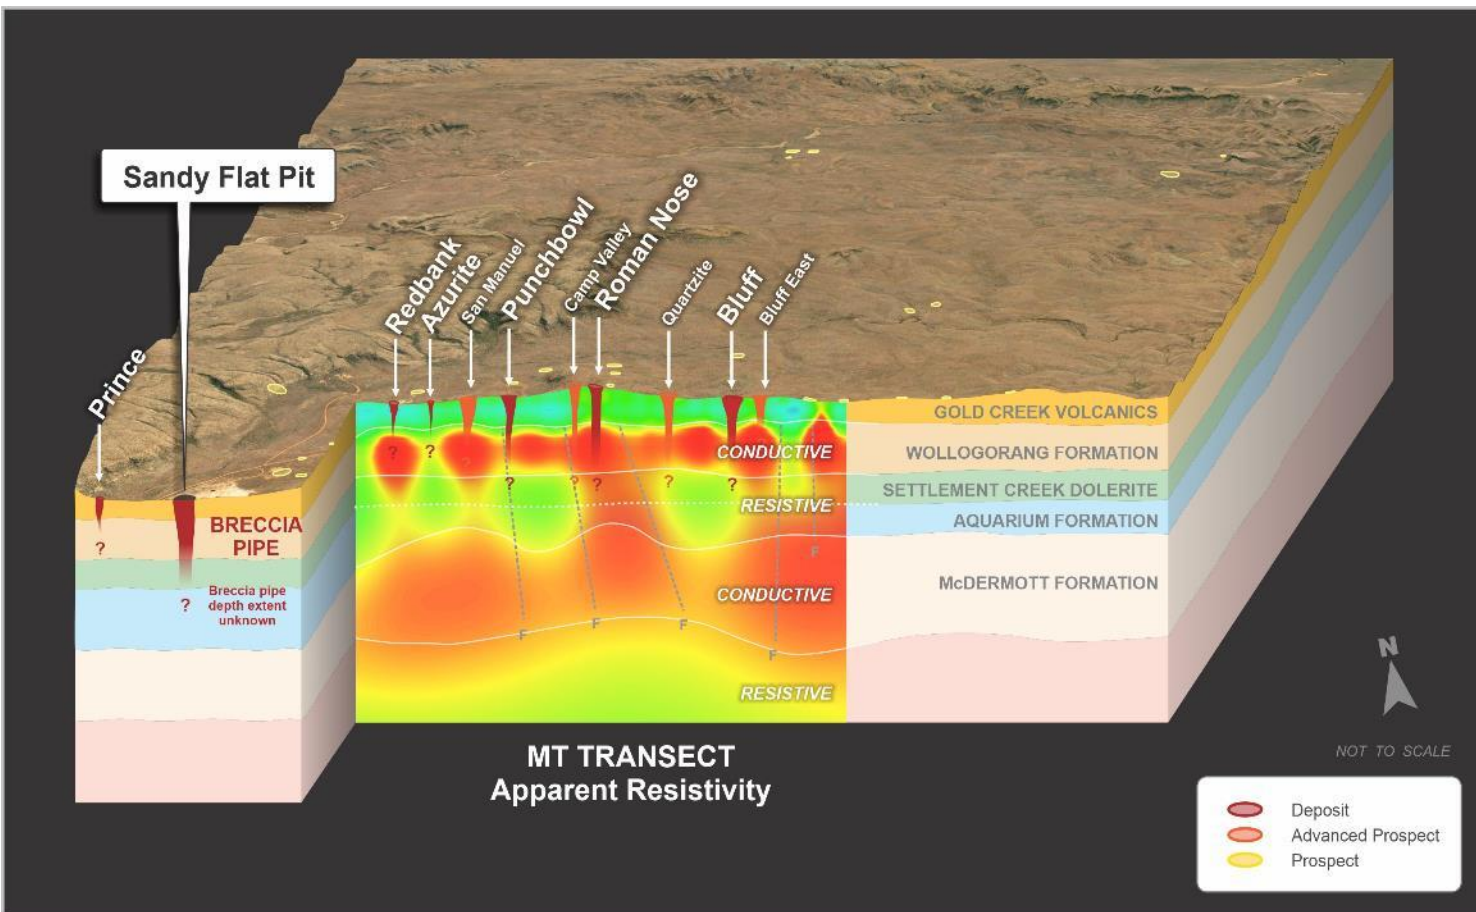 Sandy Flat Pit
Prince
Redbank
Azurite
San Manuel
Punchbowl
Camp Valley
Roman Nose
Quartzite
Bluff
Bluff East
GOLD CREEK VOLCANICS
WOLLOGORANG FORMATION
SETTLEMENT CREEK DOLERITE
AQUARIUM FORMATION
McDERMOTT FORMATION
CONDUCTIVE
RESISTIVE
CONDUCTIVE
RESISTIVE
? ? ? ? ? ? ? ? ?
F F F F F
BRECCIA
PIPE
?
?
Breccia pipe
depth extent
unknown
MT TRANSECT
Apparent Resistivity
N
NOT TO SCALE
Deposit
Advanced Prospect
Prospect